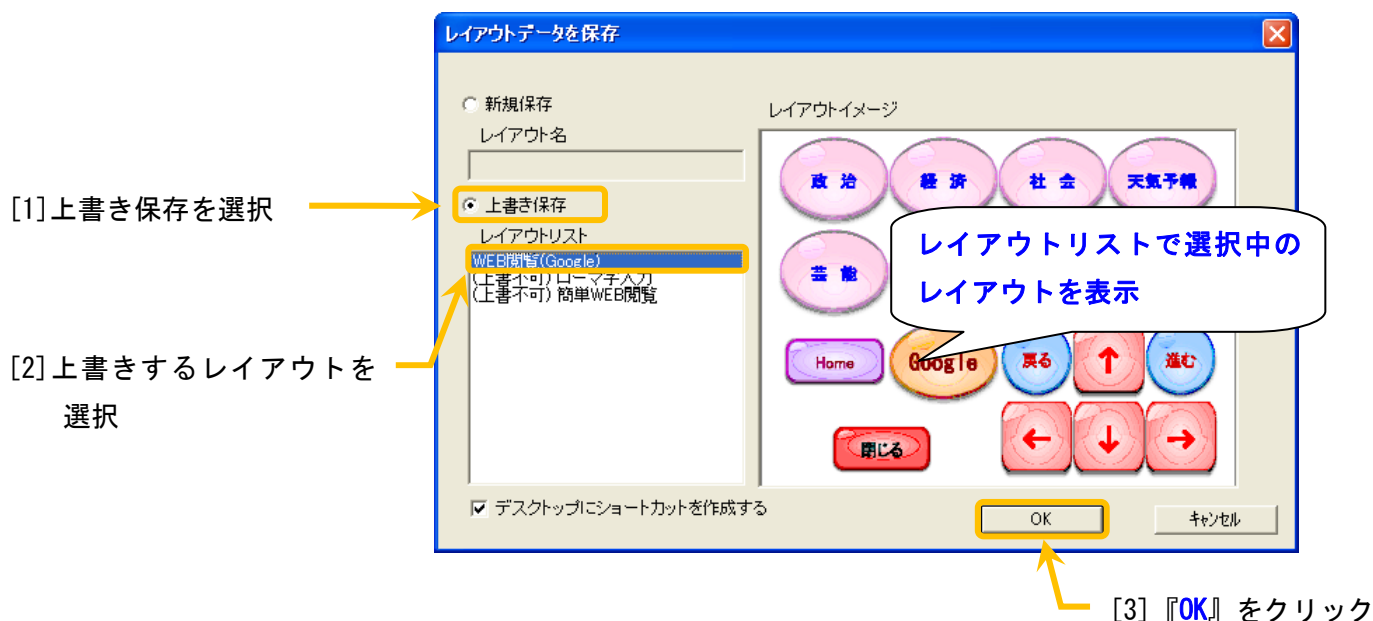 レイアウトデータを保存
新規保存
レイアウト名
[1]上書き保存を選択
上書き保存
レイアウトリスト
WEB閲覧(Google)
(上書不可)ローマ字入力
(上書不可)簡単WEB閲覧
[2]上書きするレイアウトを
選択
デスクトップにショートカットを作成する
レイアウトイメージ
政 治
経 済
社 会
天気予報
芸 能
レイアウトリストで選択中の
レイアウトを表示
Home
Google
戻る
↑
進む
閉じる
←
↓
→
OK
キャンセル
[3]『OK』をクリック